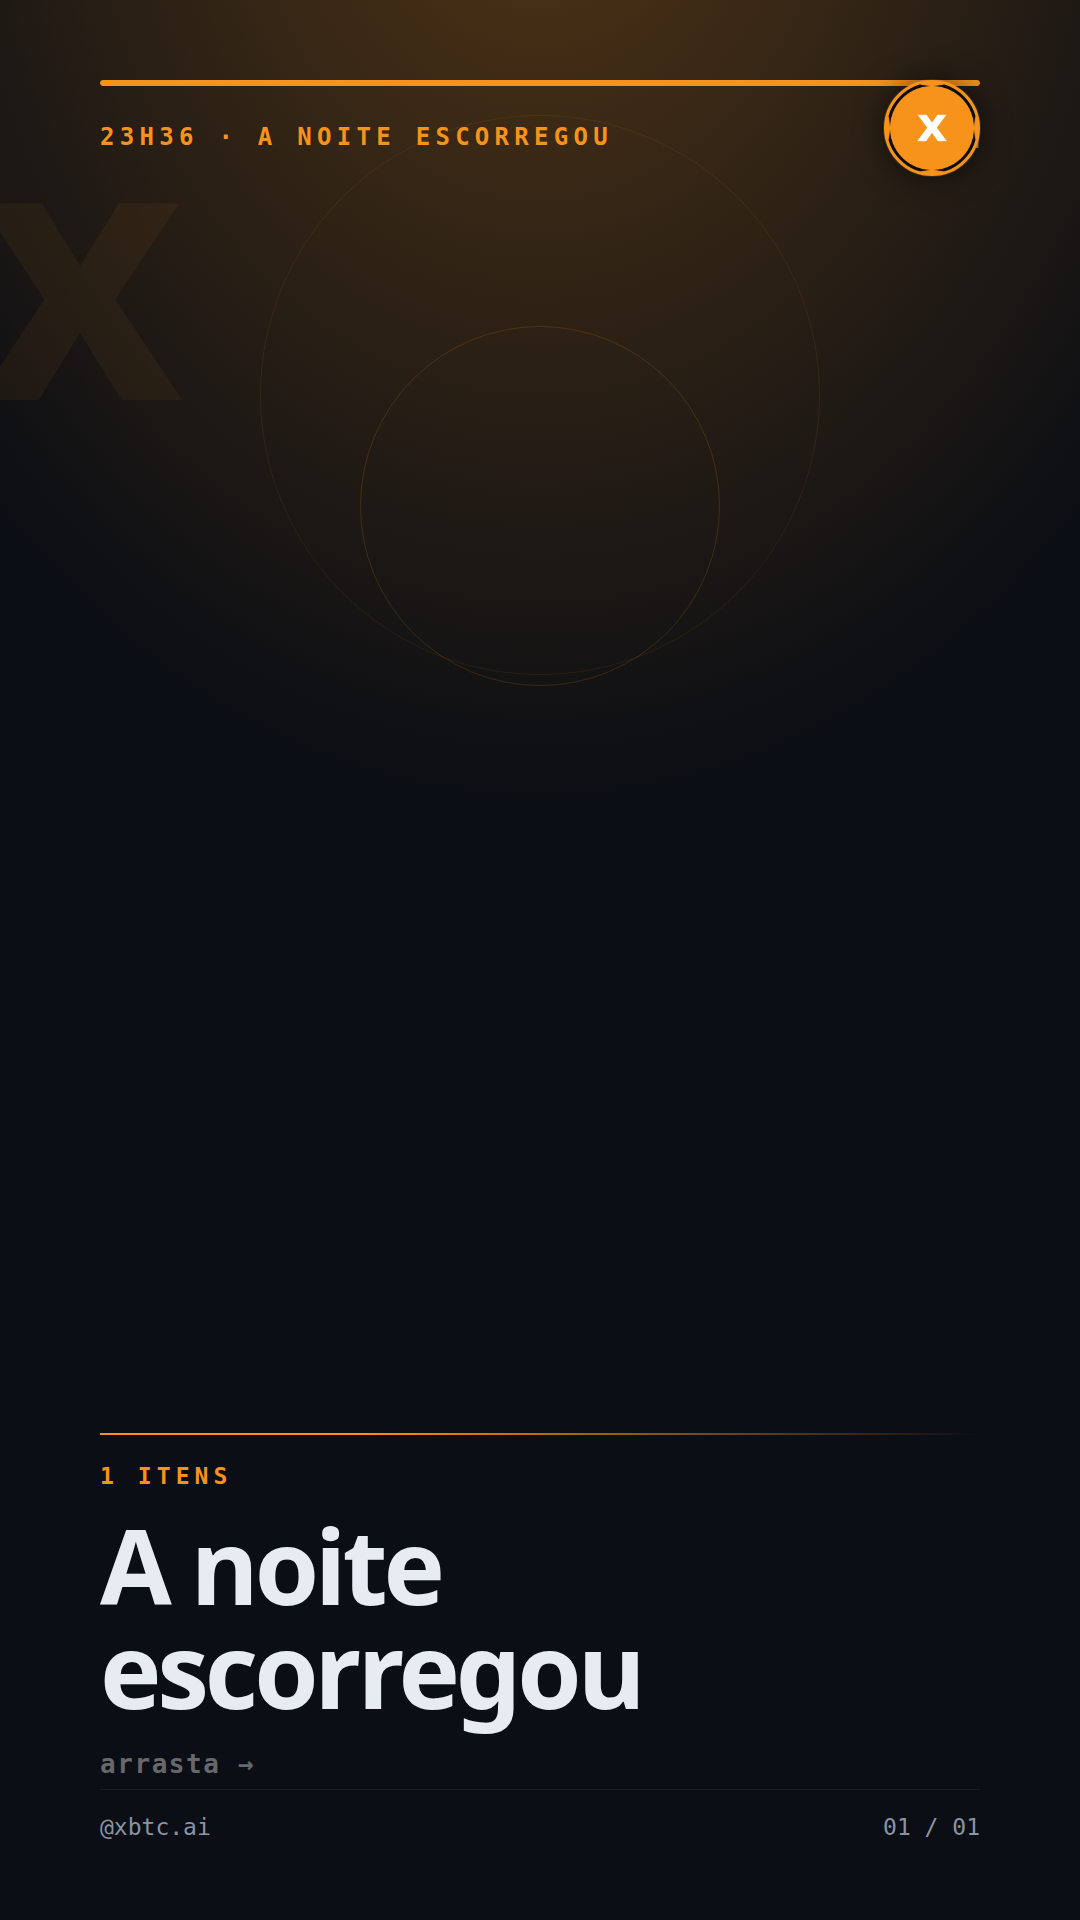 23H36 · A NOITE ESCORREGOU
x
x
1 ITENS
A noite
escorregou
arrasta →
@xbtc.ai
01 / 01